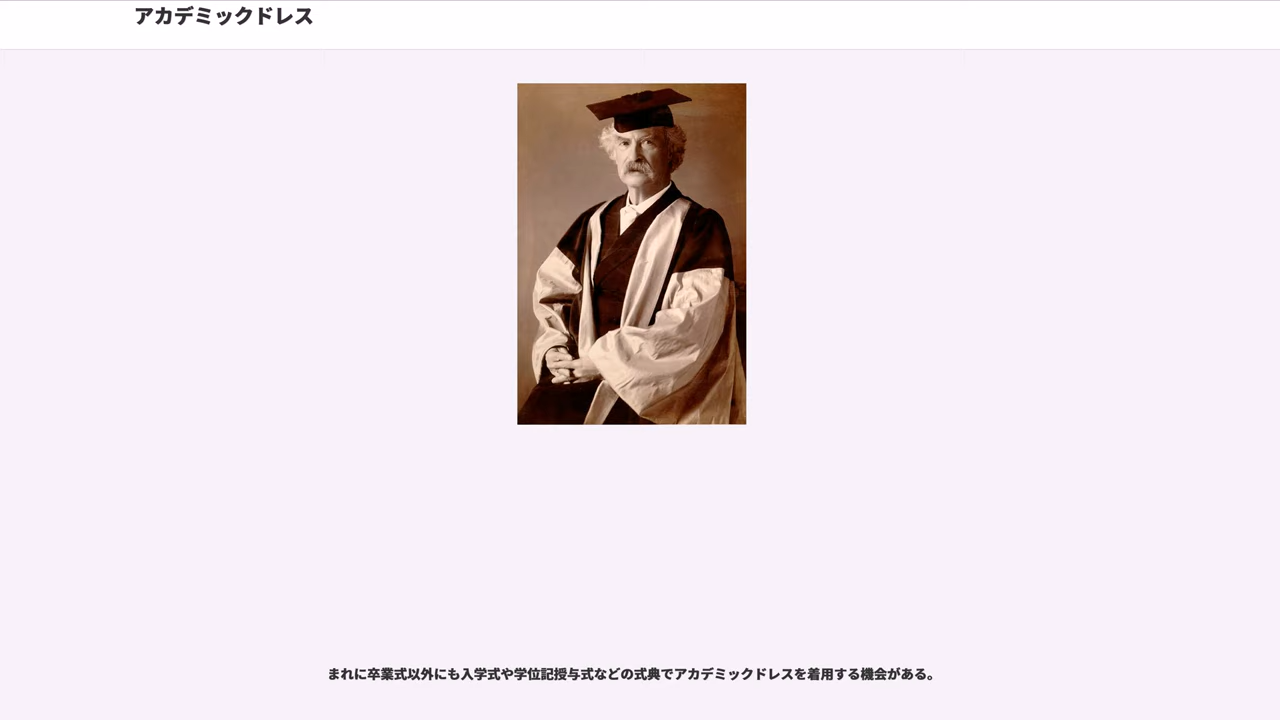 アカデミックドレス
まれに卒業式以外にも入学式や学位記授与式などの式典でアカデミックドレスを着用する機会がある。